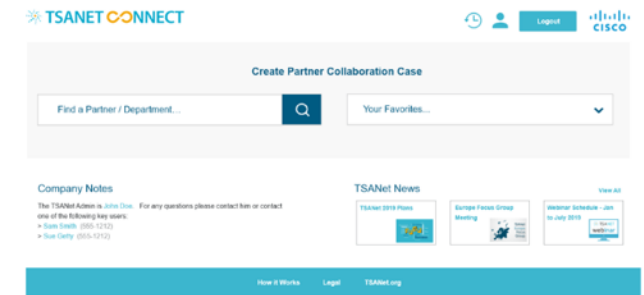 TSANET CONNECT
Logout
CISCO
Create Partner Collaboration Case
Find a Partner / Department...
Your Favorites...
Company Notes
The TSANet Admin is John Doe. For any questions please contact him or contact
one of the following key users:
» Sam Smith (555-1212)
» Sue Getty (555-1212)
TSANet News
View All
TSANet 2019 Plans
Europe Focus Group
Meeting
Webinar Schedule - Jan
to July 2019
webinar
How it Works Legal TSANet.org